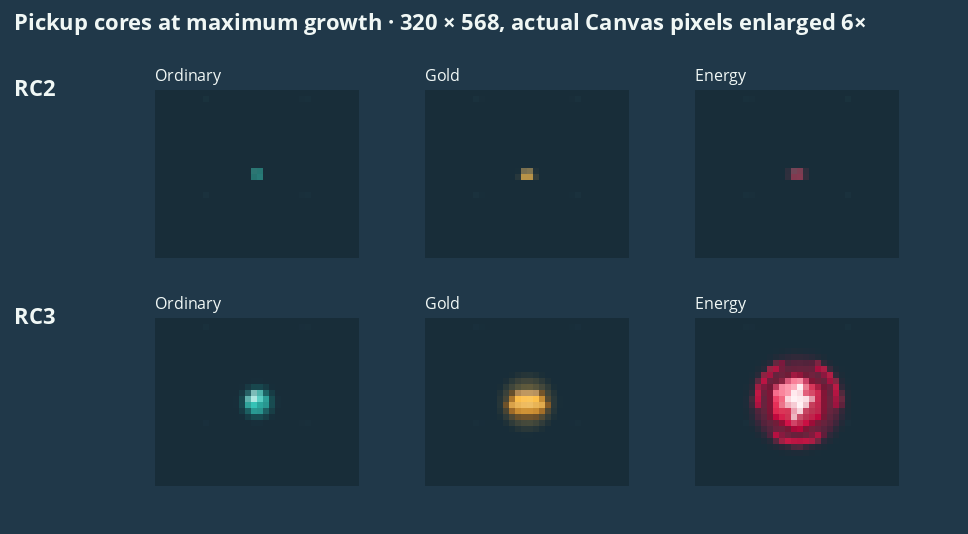 Pickup cores at maximum growth · 320 × 568, actual Canvas pixels enlarged 6×
RC2
Ordinary
Gold
Energy
RC3
Ordinary
Gold
Energy